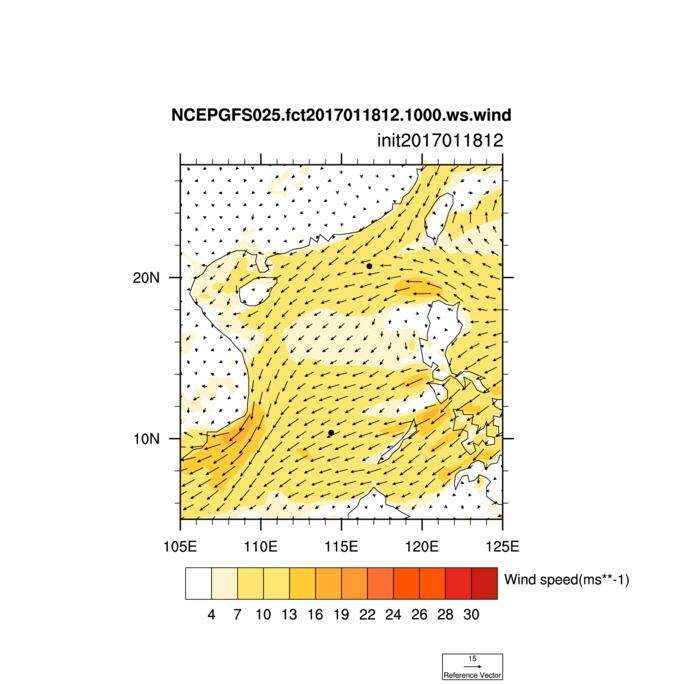 NCEPGFS025.fct2017011812.1000.ws.wind
init2017011812
20N
10N
105E 110E 115E 120E 125E
Wind speed(ms**-1)
4 7 10 13 16 19 22 24 26 28 30
15
Reference Vector